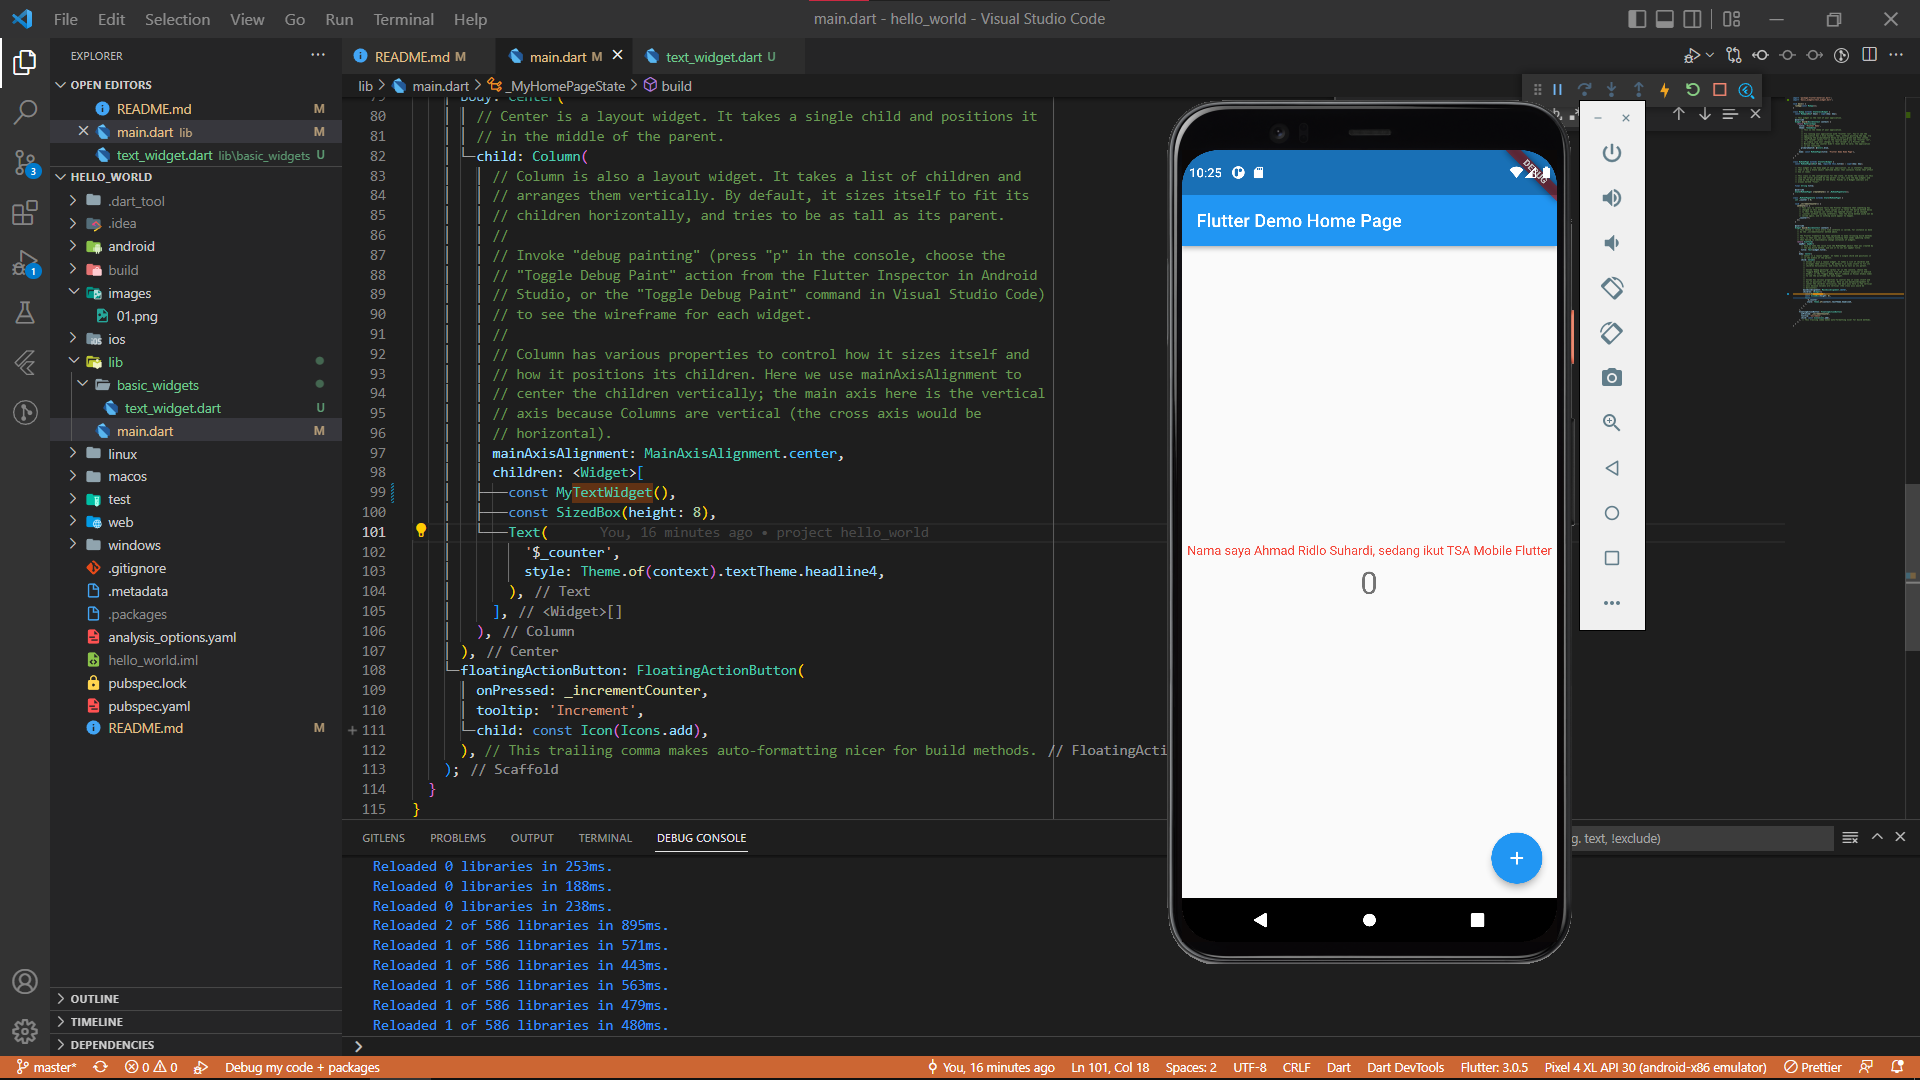 File Edit Selection View Go Run Terminal Help
main.dart - hello_world - Visual Studio Code
EXPLORER
README.md M
main.dart M
text_widget.dart U
OPEN EDITORS
README.md M
main.dart lib M
text_widget.dart lib\basic_widgets U
HELLO_WORLD
.dart_tool
.idea
android
build
images
01.png
ios
lib
basic_widgets
text_widget.dart U
main.dart M
linux
macos
test
web
windows
.gitignore
.metadata
.packages
analysis_options.yaml
hello_world.iml
pubspec.lock
pubspec.yaml
README.md M
OUTLINE
TIMELINE
DEPENDENCIES
3
1
lib > main.dart > _MyHomePageState > build
79 body: Center(
80 // Center is a layout widget. It takes a single child and positions it
81 // in the middle of the parent.
82 child: Column(
83 // Column is also a layout widget. It takes a list of children and
84 // arranges them vertically. By default, it sizes itself to fit its
85 // children horizontally, and tries to be as tall as its parent.
86 //
87 // Invoke "debug painting" (press "p" in the console, choose the
88 // "Toggle Debug Paint" action from the Flutter Inspector in Android
89 // Studio, or the "Toggle Debug Paint" command in Visual Studio Code)
90 // to see the wireframe for each widget.
91 //
92 // Column has various properties to control how it sizes itself and
93 // how it positions its children. Here we use mainAxisAlignment to
94 // center the children vertically; the main axis here is the vertical
95 // axis because Columns are vertical (the cross axis would be
96 // horizontal).
97 mainAxisAlignment: MainAxisAlignment.center,
98 children: <Widget>[
99 const MyTextWidget(),
100 const SizedBox(height: 8),
101 Text( You, 16 minutes ago • project hello_world
102 '$_counter',
103 style: Theme.of(context).textTheme.headline4,
104 ), // Text
105 ], // <Widget>[]
106 ), // Column
107 ), // Center
108 floatingActionButton: FloatingActionButton(
109 onPressed: _incrementCounter,
110 tooltip: 'Increment',
111 child: const Icon(Icons.add),
112 ), // This trailing comma makes auto-formatting nicer for build methods. // FloatingActi
113 ); // Scaffold
114 }
115 }
10:25
DEBUG
Flutter Demo Home Page
Nama saya Ahmad Ridlo Suhardi, sedang ikut TSA Mobile Flutter
0
+
GITLENS PROBLEMS OUTPUT TERMINAL DEBUG CONSOLE
g. text, !exclude)
Reloaded 0 libraries in 253ms.
Reloaded 0 libraries in 188ms.
Reloaded 0 libraries in 238ms.
Reloaded 2 of 586 libraries in 895ms.
Reloaded 1 of 586 libraries in 571ms.
Reloaded 1 of 586 libraries in 443ms.
Reloaded 1 of 586 libraries in 563ms.
Reloaded 1 of 586 libraries in 479ms.
Reloaded 1 of 586 libraries in 480ms.
master* 0 0 Debug my code + packages You, 16 minutes ago Ln 101, Col 18 Spaces: 2 UTF-8 CRLF Dart Dart DevTools Flutter: 3.0.5 Pixel 4 XL API 30 (android-x86 emulator) Prettier